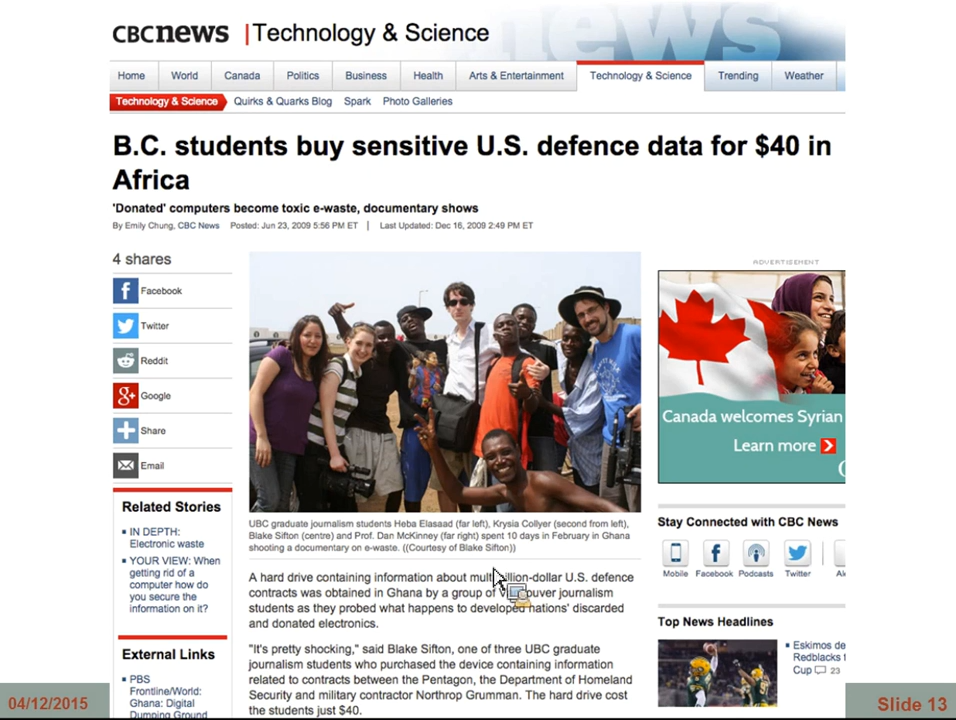 CBCnews | Technology & Science
Home World Canada Politics Business Health Arts & Entertainment Technology & Science Trending Weather
Technology & Science Quirks & Quarks Blog Spark Photo Galleries
B.C. students buy sensitive U.S. defence data for $40 in
Africa
'Donated' computers become toxic e-waste, documentary shows
By Emily Chung, CBC News Posted: Jun 23, 2009 5:56 PM ET | Last Updated: Dec 16, 2009 2:49 PM ET
4 shares
Facebook
Twitter
Reddit
Google
Share
Email
Related Stories
IN DEPTH:
Electronic waste
YOUR VIEW: When
getting rid of a
computer how do
you secure the
information on it?
External Links
PBS
Frontline/World:
Ghana: Digital
Dumping Ground
UBC graduate journalism students Heba Elasaad (far left), Krysia Collyer (second from left),
Blake Sifton (centre) and Prof. Dan McKinney (far right) spent 10 days in February in Ghana
shooting a documentary on e-waste. ((Courtesy of Blake Sifton))
A hard drive containing information about -dollar U.S. defence
contracts was obtained in Ghana by a group of journalism
students as they probed what happens to developed nations' discarded
and donated electronics.
"It's pretty shocking," said Blake Sifton, one of three UBC graduate
journalism students who purchased the device containing information
related to contracts between the Pentagon, the Department of Homeland
Security and military contractor Northrop Grumman. The hard drive cost
the students just $40.
ADVERTISEMENT
Canada welcomes Syrian
Learn more
Stay Connected with CBC News
Mobile Facebook Podcasts Twitter
Top News Headlines
Eskimos de
Redblacks f
Cup 23
04/12/2015
Slide 13